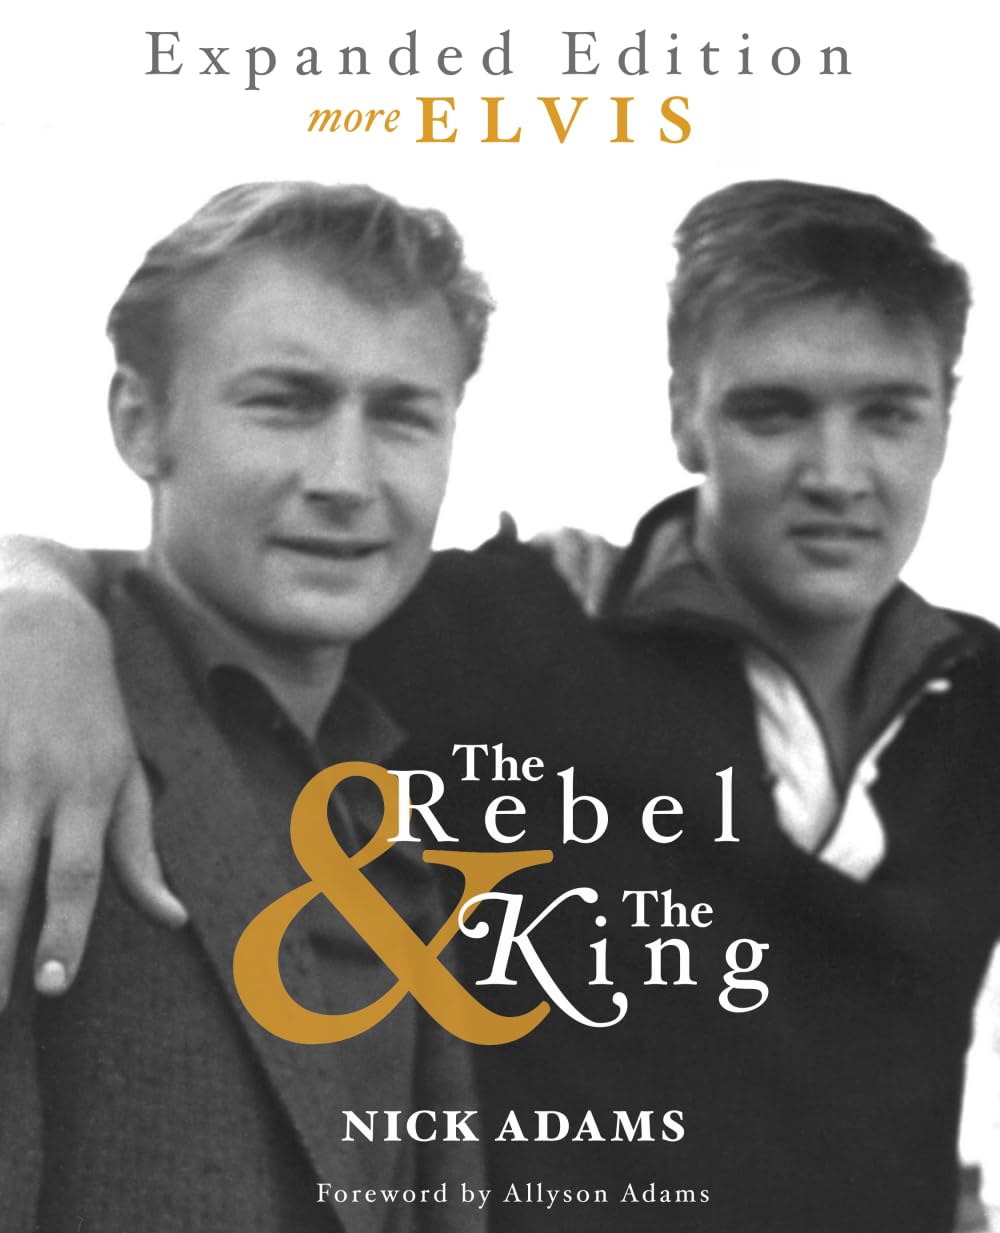 Expanded Edition
more ELVIS
The
Rebel
&
The
King
NICK ADAMS
Foreword by Allyson Adams